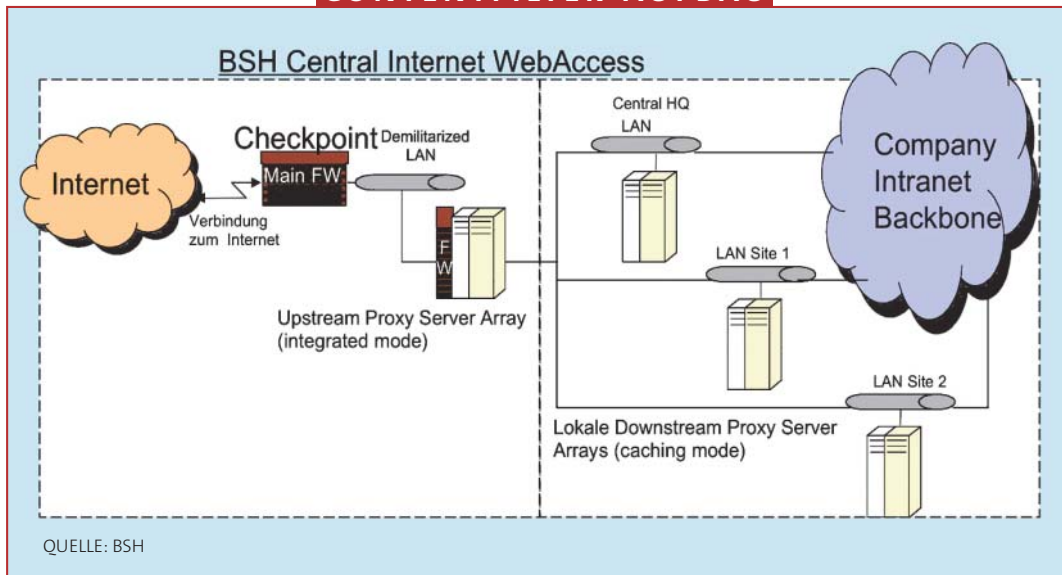 BSH Central Internet WebAccess
Internet
Verbindung
zum Internet
Checkpoint
Main FW
Demilitarized
LAN
F
W
Upstream Proxy Server Array
(integrated mode)
Central HQ
LAN
LAN Site 1
LAN Site 2
Lokale Downstream Proxy Server
Arrays (caching mode)
Company
Intranet
Backbone
QUELLE: BSH